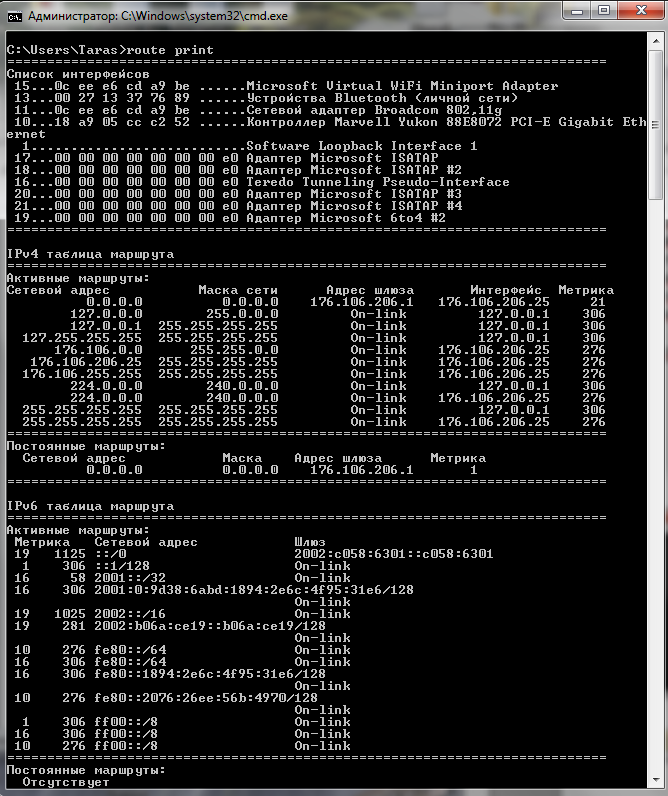 Администратор: C:\Windows\system32\cmd.exe
C:\Users\Taras>route print
===========================================================================
Список интерфейсов
 15...0c ee e6 cd a9 be ......Microsoft Virtual WiFi Miniport Adapter
 13...00 27 13 37 76 89 ......Устройства Bluetooth (личной сети)
 11...0c ee e6 cd a9 be ......Сетевой адаптер Broadcom 802.11g
 10...18 a9 05 cc c2 52 ......Контроллер Marvell Yukon 88E8072 PCI-E Gigabit Eth
ernet
  1...........................Software Loopback Interface 1
 17...00 00 00 00 00 00 00 e0 Адаптер Microsoft ISATAP
 18...00 00 00 00 00 00 00 e0 Адаптер Microsoft ISATAP #2
 16...00 00 00 00 00 00 00 e0 Teredo Tunneling Pseudo-Interface
 20...00 00 00 00 00 00 00 e0 Адаптер Microsoft ISATAP #3
 21...00 00 00 00 00 00 00 e0 Адаптер Microsoft ISATAP #4
 19...00 00 00 00 00 00 00 e0 Адаптер Microsoft 6to4 #2
===========================================================================
IPv4 таблица маршрута
===========================================================================
Активные маршруты:
Сетевой адрес           Маска сети      Адрес шлюза       Интерфейс  Метрика
          0.0.0.0          0.0.0.0    176.106.206.1   176.106.206.25     21
        127.0.0.0        255.0.0.0         On-link         127.0.0.1    306
        127.0.0.1  255.255.255.255         On-link         127.0.0.1    306
  127.255.255.255  255.255.255.255         On-link         127.0.0.1    306
      176.106.0.0      255.255.0.0         On-link    176.106.206.25    276
   176.106.206.25  255.255.255.255         On-link    176.106.206.25    276
  176.106.255.255  255.255.255.255         On-link    176.106.206.25    276
        224.0.0.0        240.0.0.0         On-link         127.0.0.1    306
        224.0.0.0        240.0.0.0         On-link    176.106.206.25    276
  255.255.255.255  255.255.255.255         On-link         127.0.0.1    306
  255.255.255.255  255.255.255.255         On-link    176.106.206.25    276
===========================================================================
Постоянные маршруты:
  Сетевой адрес            Маска    Адрес шлюза      Метрика
          0.0.0.0          0.0.0.0    176.106.206.1       1
===========================================================================
IPv6 таблица маршрута
===========================================================================
Активные маршруты:
 Метрика   Сетевой адрес            Шлюз
 19   1125 ::/0                     2002:c058:6301::c058:6301
  1    306 ::1/128                  On-link
 16     58 2001::/32                On-link
 16    306 2001:0:9d38:6abd:1894:2e6c:4f95:31e6/128
                                    On-link
 19   1025 2002::/16                On-link
 19    281 2002:b06a:ce19::b06a:ce19/128
                                    On-link
 10    276 fe80::/64                On-link
 16    306 fe80::/64                On-link
 16    306 fe80::1894:2e6c:4f95:31e6/128
                                    On-link
 10    276 fe80::2076:26ee:56b:4970/128
                                    On-link
  1    306 ff00::/8                 On-link
 16    306 ff00::/8                 On-link
 10    276 ff00::/8                 On-link
===========================================================================
Постоянные маршруты:
  Отсутствует